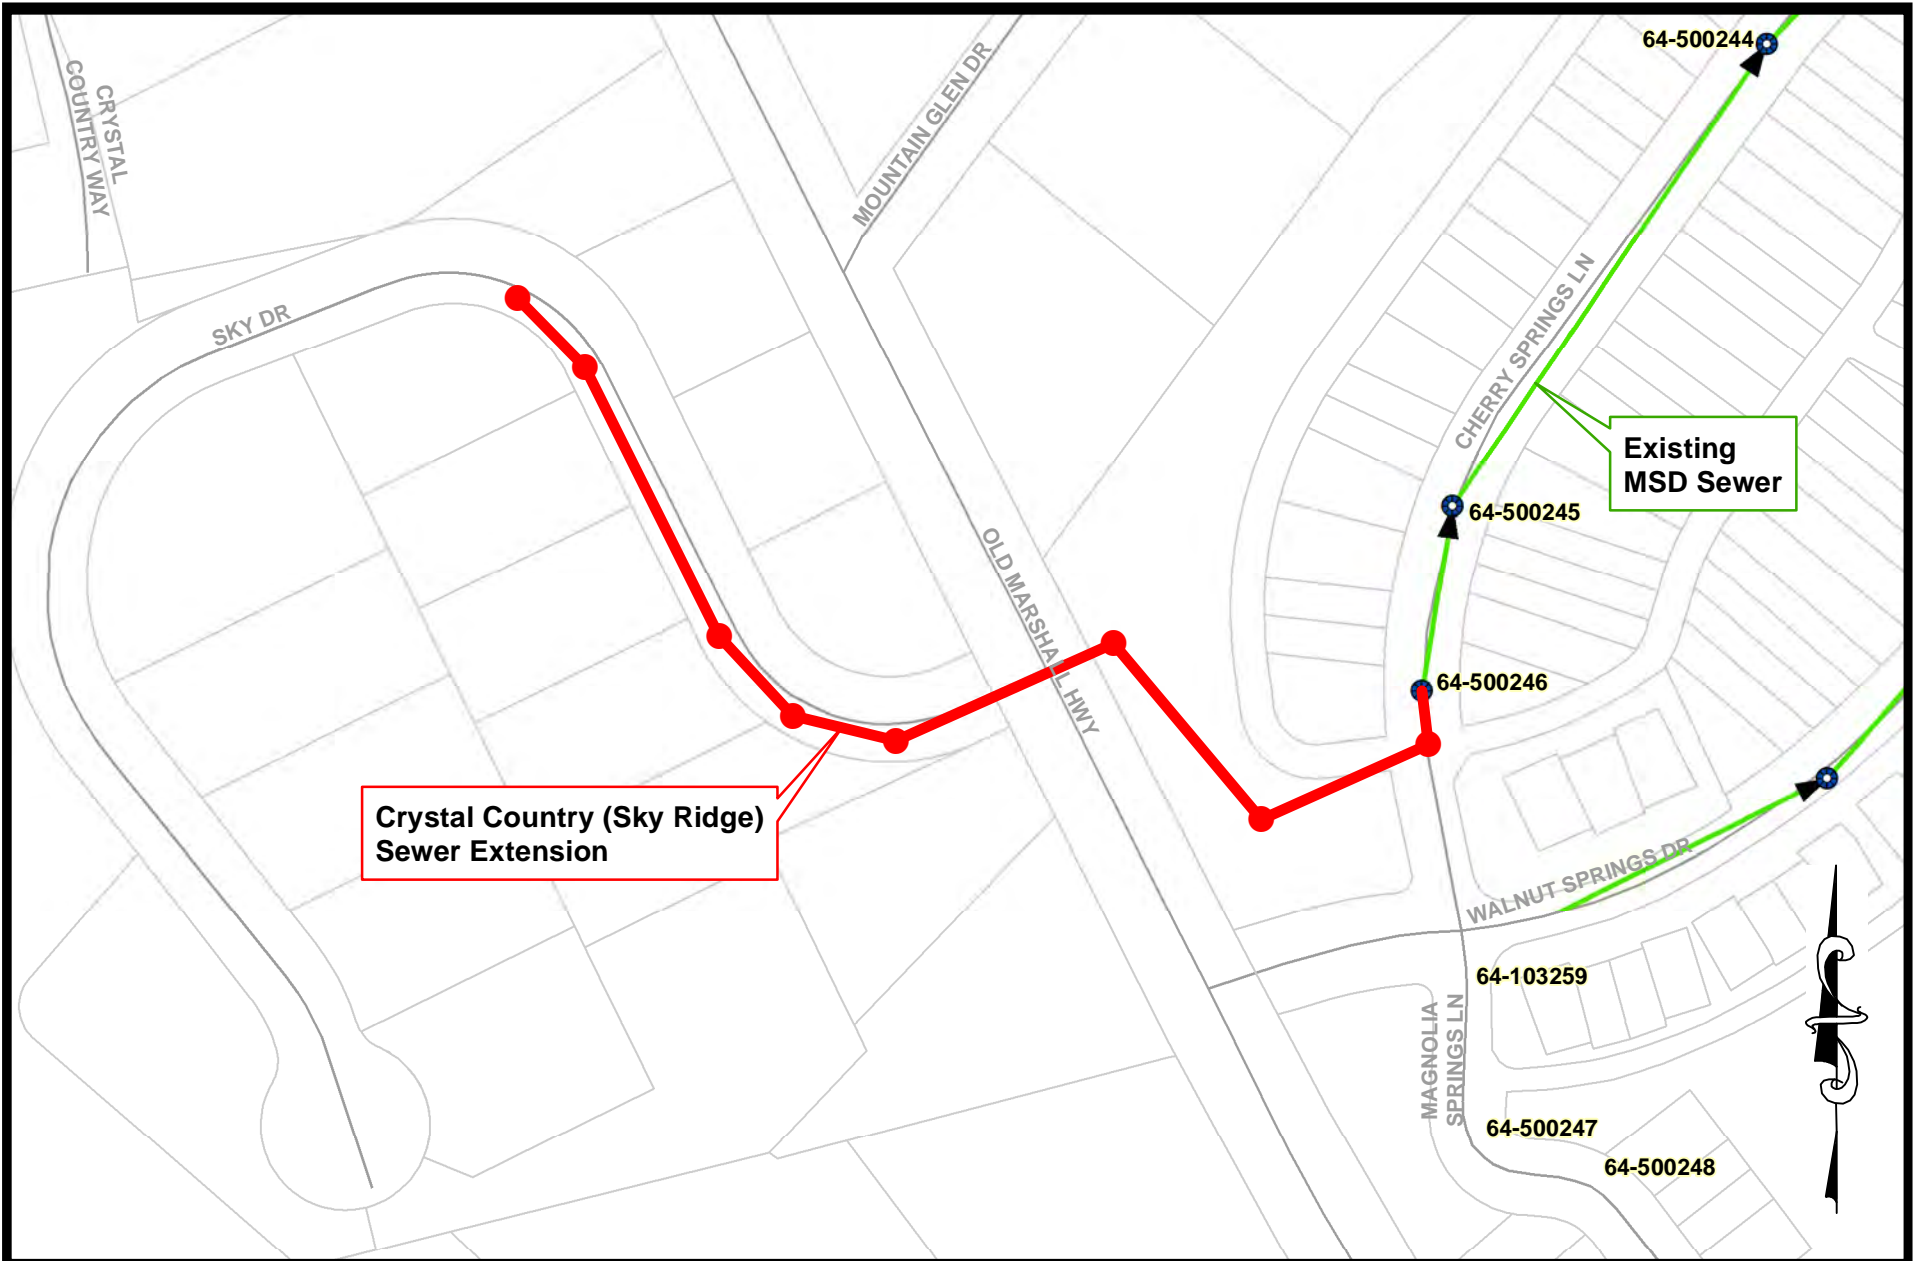 64-500244
CRYSTAL
COUNTRY WAY
MOUNTAIN GLEN DR
SKY DR
CHERRY SPRINGS LN
Existing
MSD Sewer
64-500245
OLD MARSHALL HWY
64-500246
Crystal Country (Sky Ridge)
Sewer Extension
WALNUT SPRINGS DR
64-103259
MAGNOLIA
SPRINGS LN
64-500247
64-500248